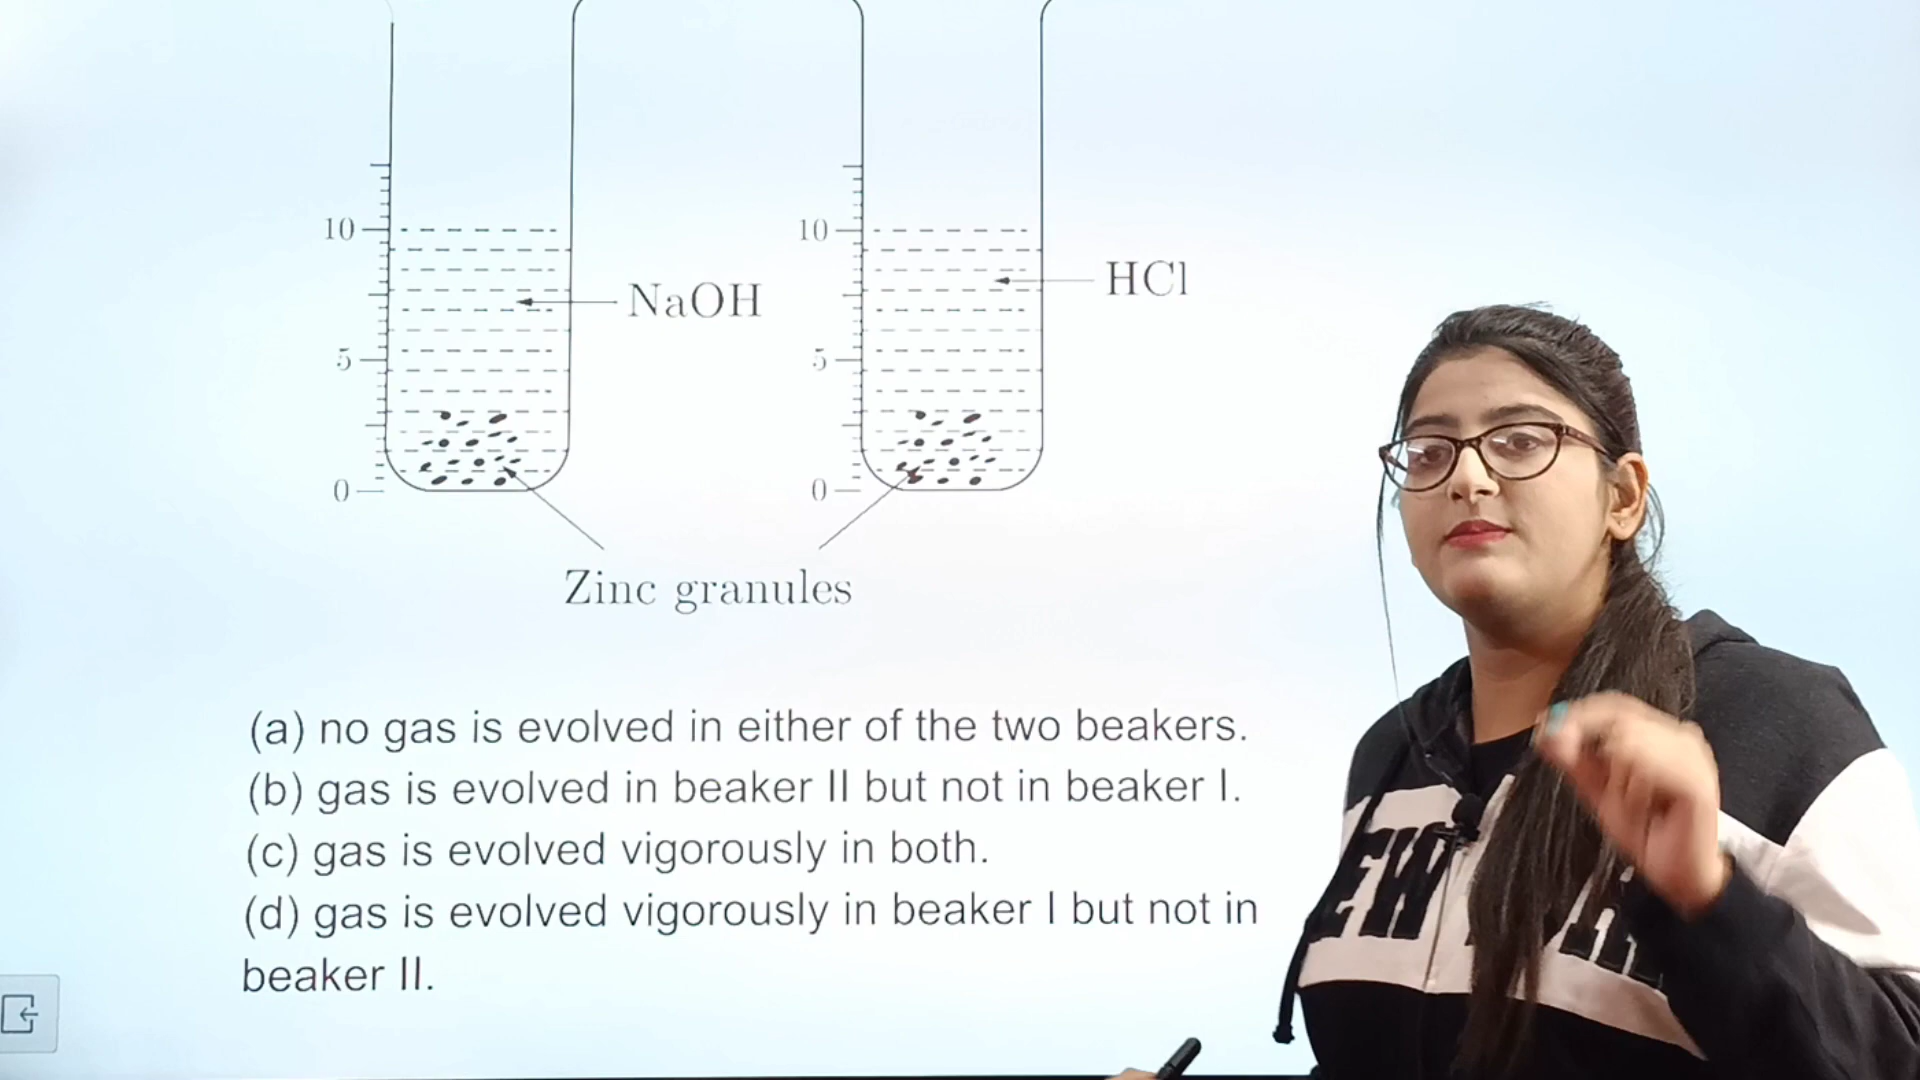 10
10
NaOH
HCl
5
5
0
0
Zinc granules
(a) no gas is evolved in either of the two beakers.
(b) gas is evolved in beaker II but not in beaker I.
(c) gas is evolved vigorously in both.
(d) gas is evolved vigorously in beaker I but not in
beaker II.